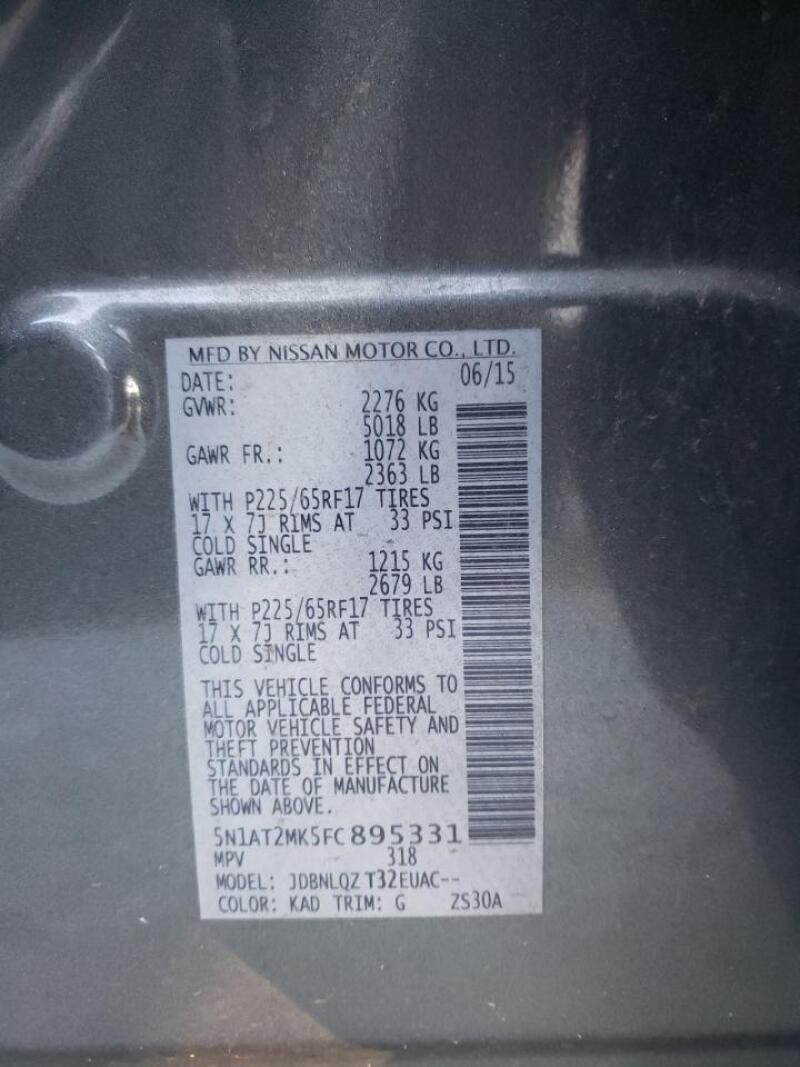 MFD BY NISSAN MOTOR CO., LTD.
DATE: 06/15
GVWR: 2276 KG
5018 LB
GAWR FR.: 1072 KG
2363 LB
WITH P225/65RF17 TIRES
17 X 7J RIMS AT 33 PSI
COLD SINGLE
GAWR RR.: 1215 KG
2679 LB
WITH P225/65RF17 TIRES
17 X 7J RIMS AT 33 PSI
COLD SINGLE
THIS VEHICLE CONFORMS TO
ALL APPLICABLE FEDERAL
MOTOR VEHICLE SAFETY AND
THEFT PREVENTION
STANDARDS IN EFFECT ON
THE DATE OF MANUFACTURE
SHOWN ABOVE.
5N1AT2MK5FC895331
MPV 318
MODEL: JDBNLQZ T32EUAC--
COLOR: KAD TRIM: G ZS30A